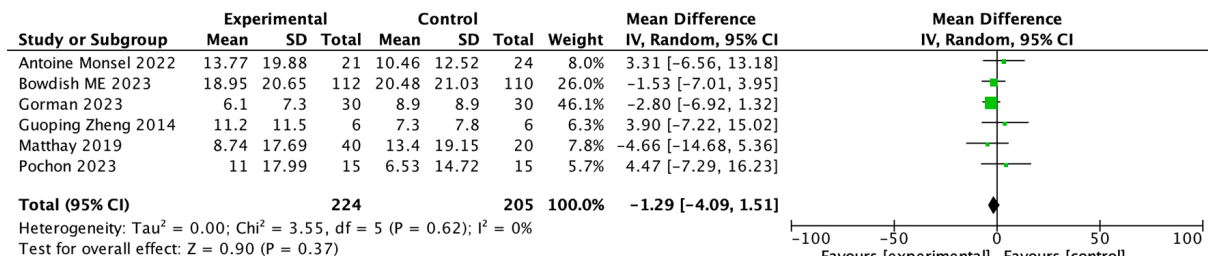 Experimental Control Mean Difference Mean Difference
Study or Subgroup Mean SD Total Mean SD Total Weight IV, Random, 95% CI IV, Random, 95% CI
Antoine Monsel 2022 13.77 19.88 21 10.46 12.52 24 8.0% 3.31 [-6.56, 13.18]
Bowdish ME 2023 18.95 20.65 112 20.48 21.03 110 26.0% -1.53 [-7.01, 3.95]
Gorman 2023 6.1 7.3 30 8.9 8.9 30 46.1% -2.80 [-6.92, 1.32]
Guoping Zheng 2014 11.2 11.5 6 7.3 7.8 6 6.3% 3.90 [-7.22, 15.02]
Matthay 2019 8.74 17.69 40 13.4 19.15 20 7.8% -4.66 [-14.68, 5.36]
Pochon 2023 11 17.99 15 6.53 14.72 15 5.7% 4.47 [-7.29, 16.23]
Total (95% CI) 224 205 100.0% -1.29 [-4.09, 1.51]
Heterogeneity: Tau² = 0.00; Chi² = 3.55, df = 5 (P = 0.62); I² = 0%
Test for overall effect: Z = 0.90 (P = 0.37)
-100 -50 0 50 100
Favours [experimental] Favours [control]